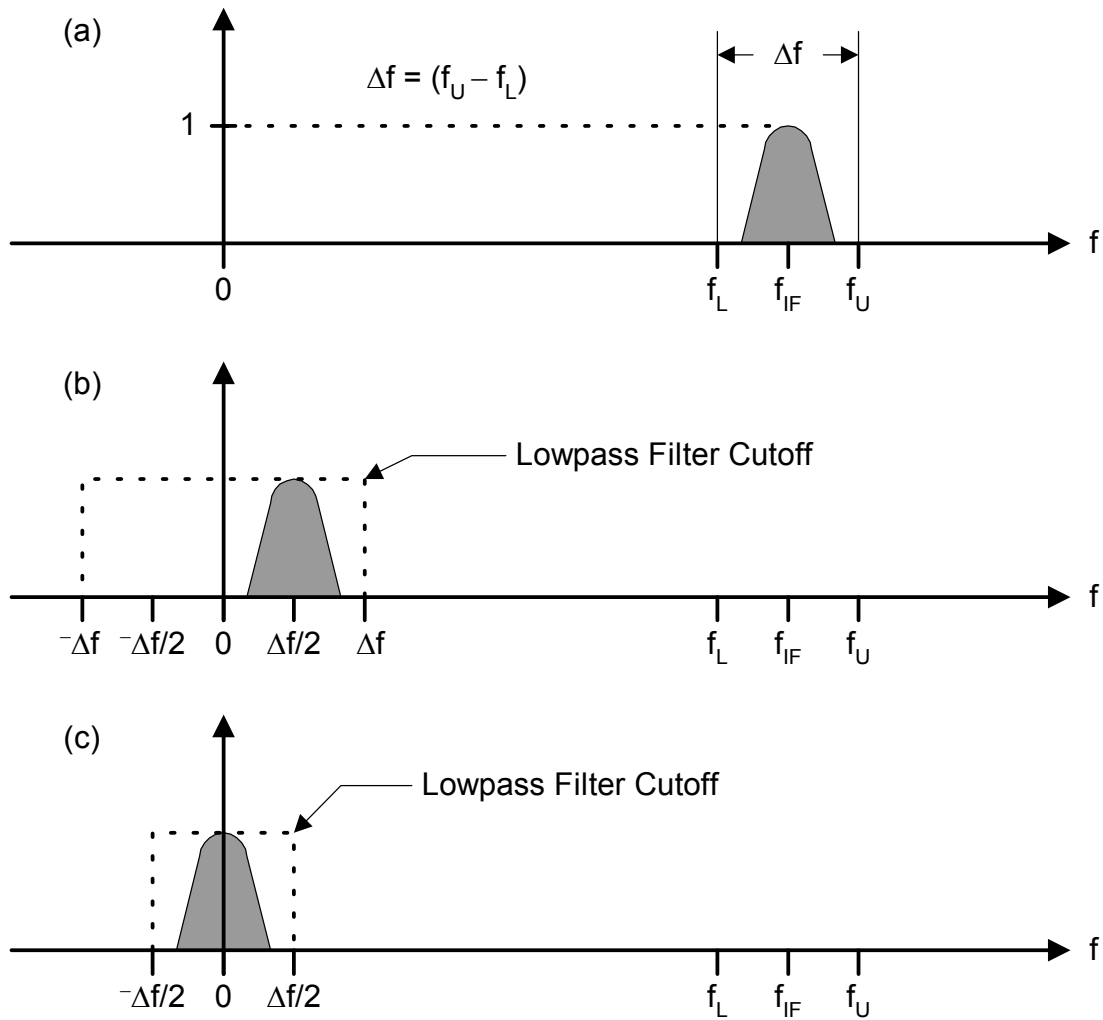 (a)
Δf
Δf = (f_U − f_L)
1
f
0
f_L
f_IF
f_U
(b)
Lowpass Filter Cutoff
f
−Δf
−Δf/2
0
Δf/2
Δf
f_L
f_IF
f_U
(c)
Lowpass Filter Cutoff
f
−Δf/2
0
Δf/2
f_L
f_IF
f_U